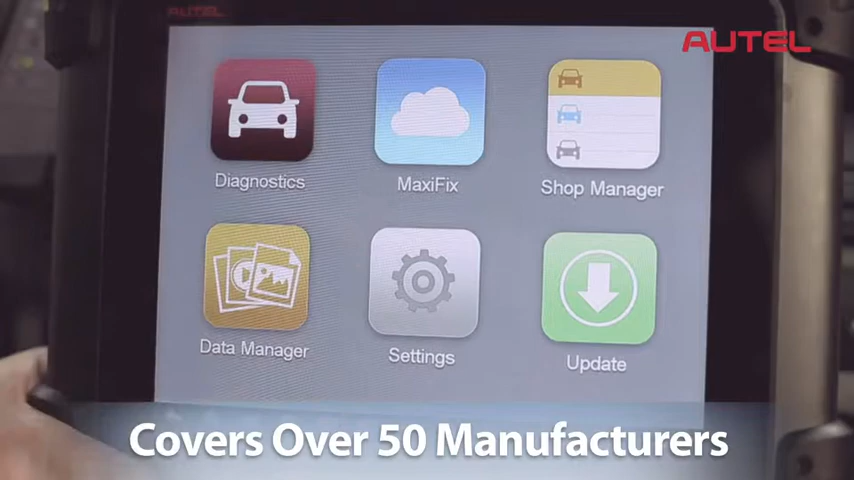 AUTEL
AUTEL
Diagnostics
MaxiFix
Shop Manager
Data Manager
Settings
Update
Covers Over 50 Manufacturers